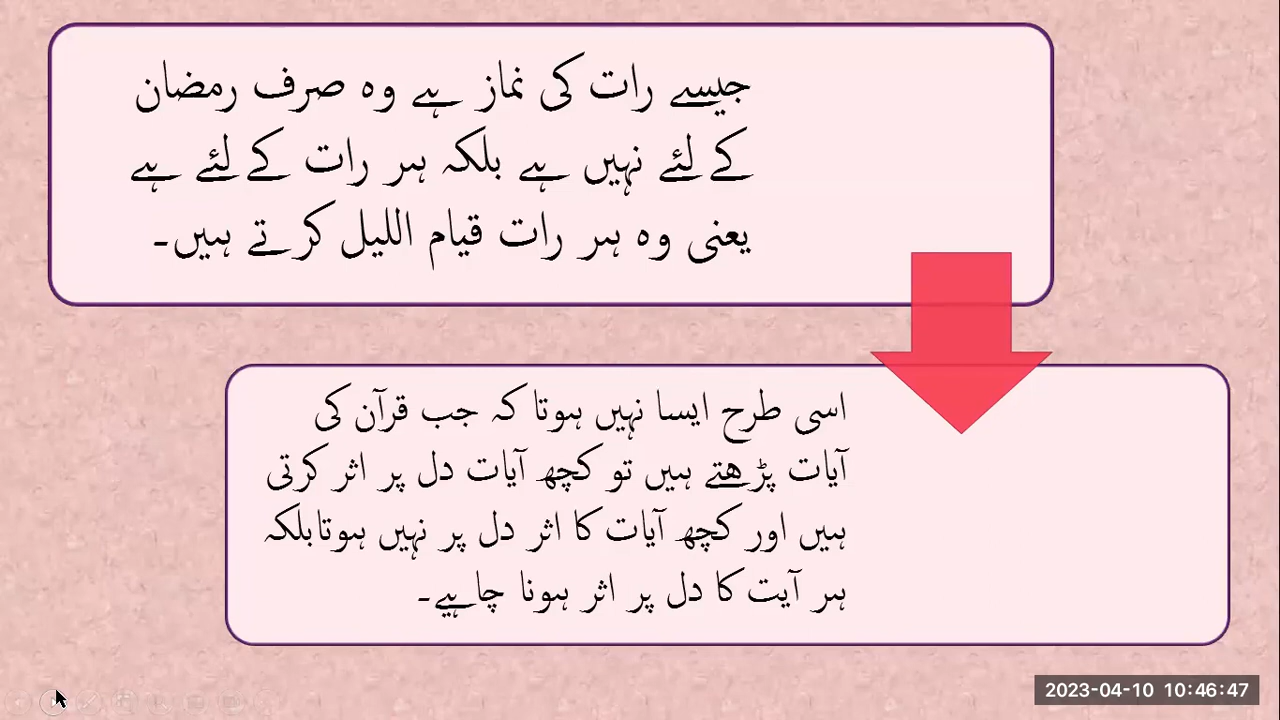 جیسے رات کی نماز ہے وہ صرف رمضان
کے لئے نہیں ہے بلکہ ہر رات کے لئے ہے
یعنی وہ ہر رات قیام اللیل کرتے ہیں۔
اسی طرح ایسا نہیں ہوتا کہ جب قرآن کی
آیات پڑھتے ہیں تو کچھ آیات دل پر اثر کرتی
ہیں اور کچھ آیات کا اثر دل پر نہیں ہوتابلکہ
ہر آیت کا دل پر اثر ہونا چاہیے۔
2023-04-10 10:46:47